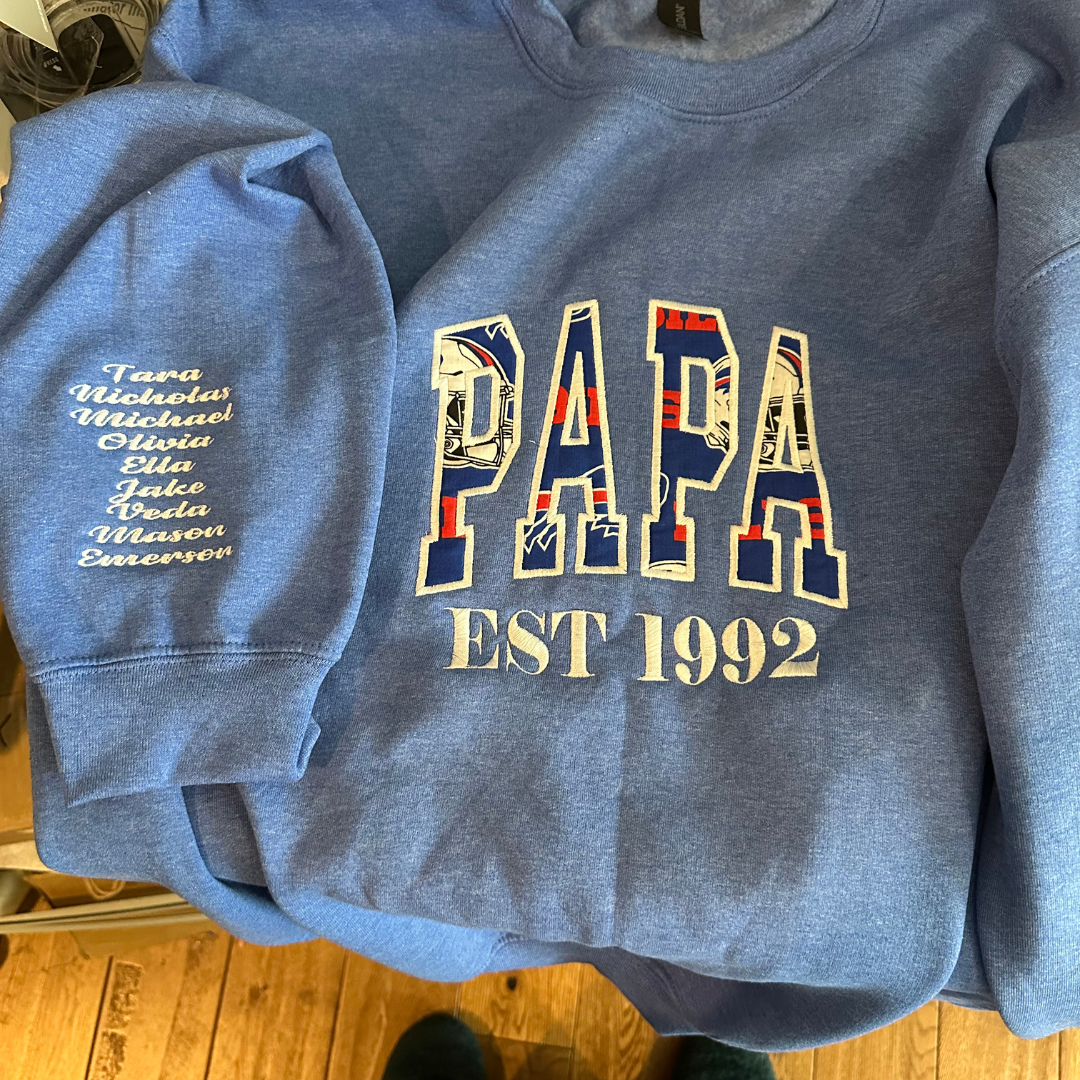 Tara
Nicholas
Michael
Olivia
Ella
Jake
Veda
Mason
Emerson
PAPA
EST 1992